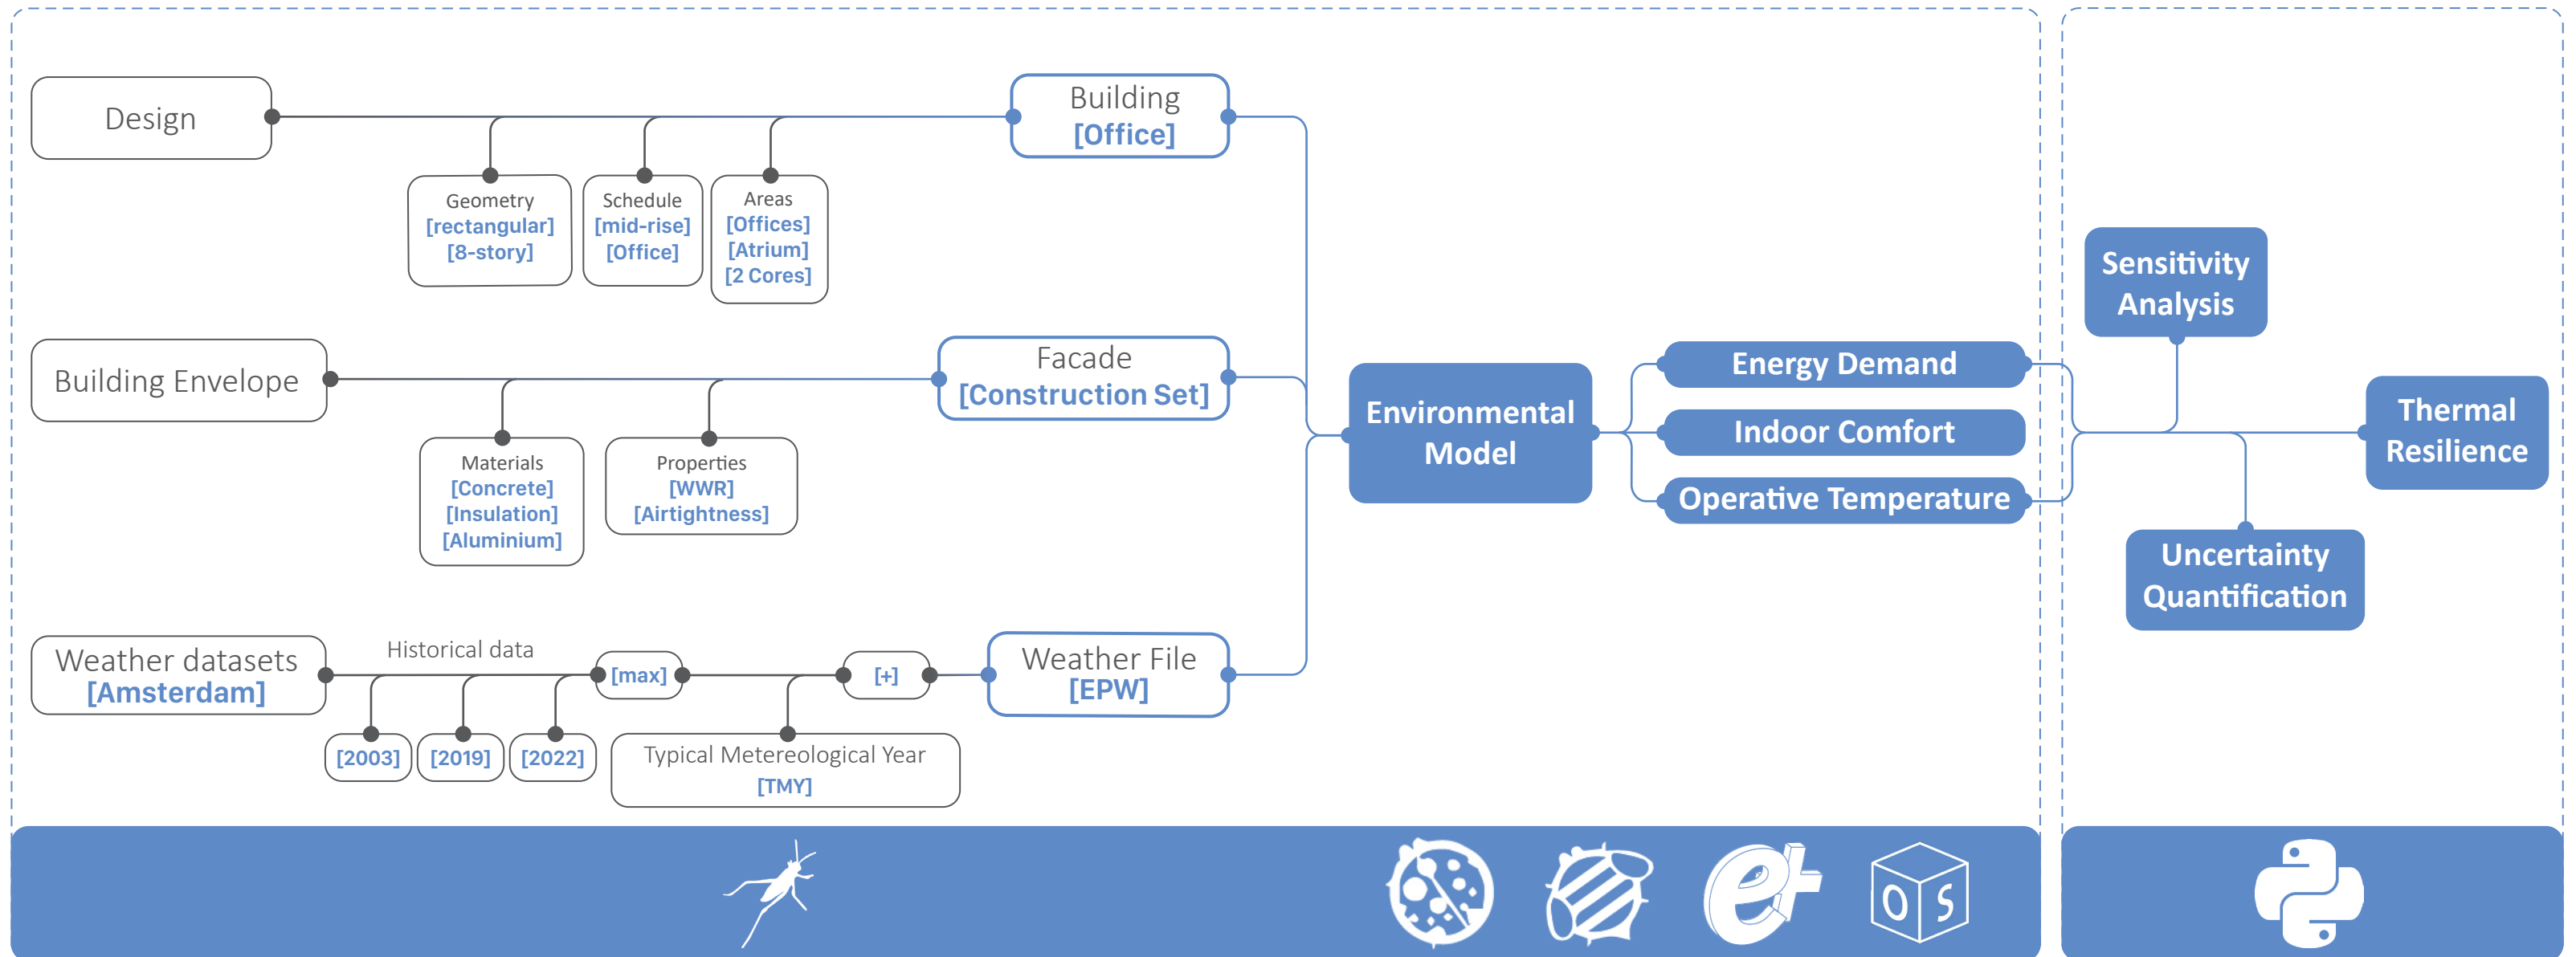 Design
Building
[Office]
Geometry
[rectangular]
[8-story]
Schedule
[mid-rise]
[Office]
Areas
[Offices]
[Atrium]
[2 Cores]
Building Envelope
Facade
[Construction Set]
Materials
[Concrete]
[Insulation]
[Aluminium]
Properties
[WWR]
[Airtightness]
Weather datasets
[Amsterdam]
Historical data
[2003]
[2019]
[2022]
[max]
Typical Metereological Year
[TMY]
[+]
Weather File
[EPW]
Environmental
Model
Energy Demand
Indoor Comfort
Operative Temperature
Sensitivity
Analysis
Uncertainty
Quantification
Thermal
Resilience
e+
O S